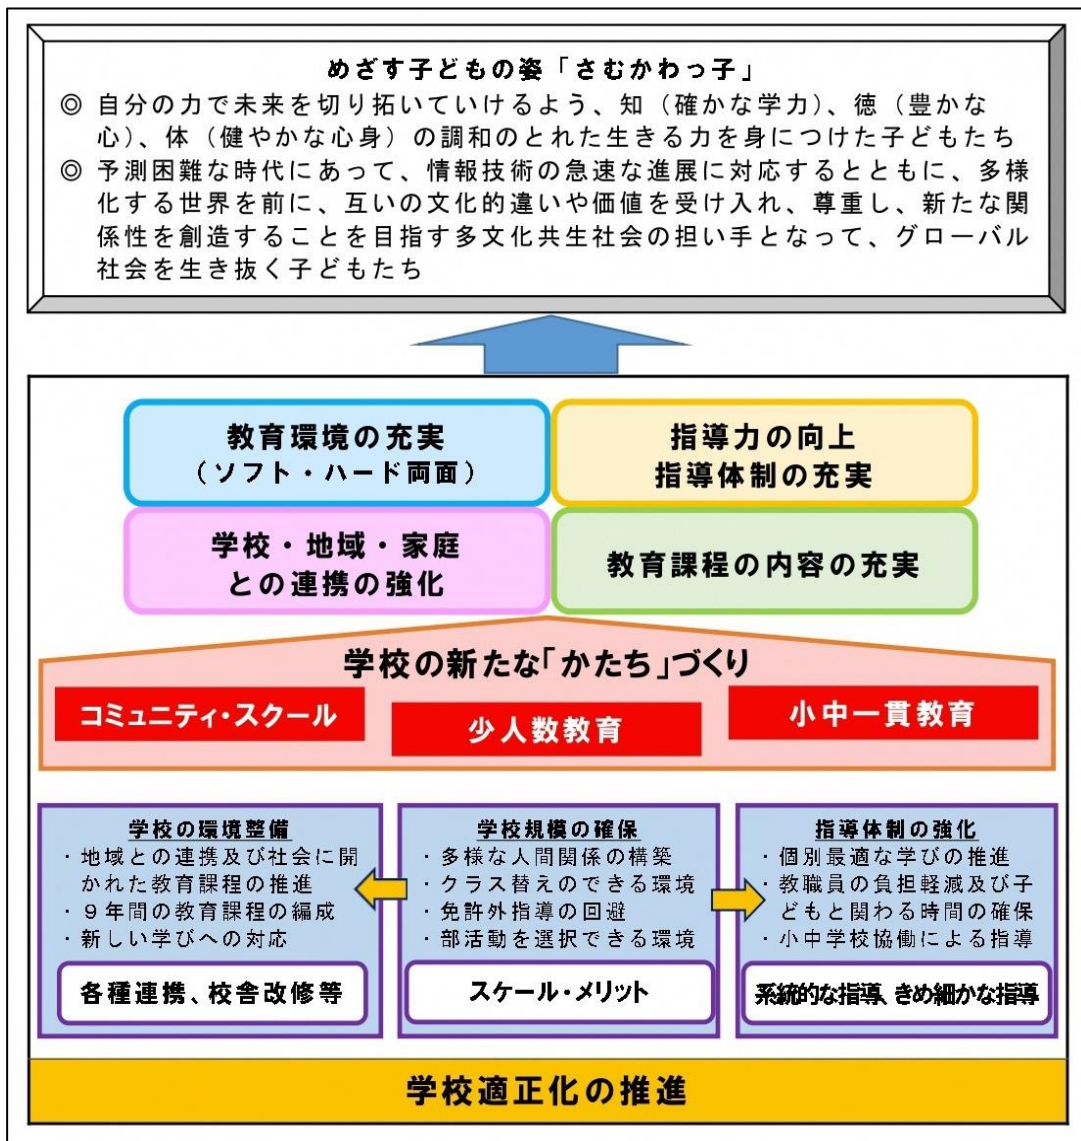 めざす子どもの姿「さむかわっ子」
◎ 自分の力で未来を切り拓いていけるよう、知（確かな学力）、徳（豊かな
心）、体（健やかな心身）の調和のとれた生きる力を身につけた子どもたち
◎ 予測困難な時代にあって、情報技術の急速な進展に対応するとともに、多様
化する世界を前に、互いの文化的違いや価値を受け入れ、尊重し、新たな関
係性を創造することを目指す多文化共生社会の担い手となって、グローバル
社会を生き抜く子どもたち
教育環境の充実
（ソフト・ハード両面）
指導力の向上
指導体制の充実
学校・地域・家庭
との連携の強化
教育課程の内容の充実
学校の新たな「かたち」づくり
コミュニティ・スクール
少人数教育
小中一貫教育
学校の環境整備
・地域との連携及び社会に開
かれた教育課程の推進
・９年間の教育課程の編成
・新しい学びへの対応
各種連携、校舎改修等
学校規模の確保
・多様な人間関係の構築
・クラス替えのできる環境
・免許外指導の回避
・部活動を選択できる環境
スケール・メリット
指導体制の強化
・個別最適な学びの推進
・教職員の負担軽減及び子
どもと関わる時間の確保
・小中学校協働による指導
系統的な指導、きめ細かな指導
学校適正化の推進